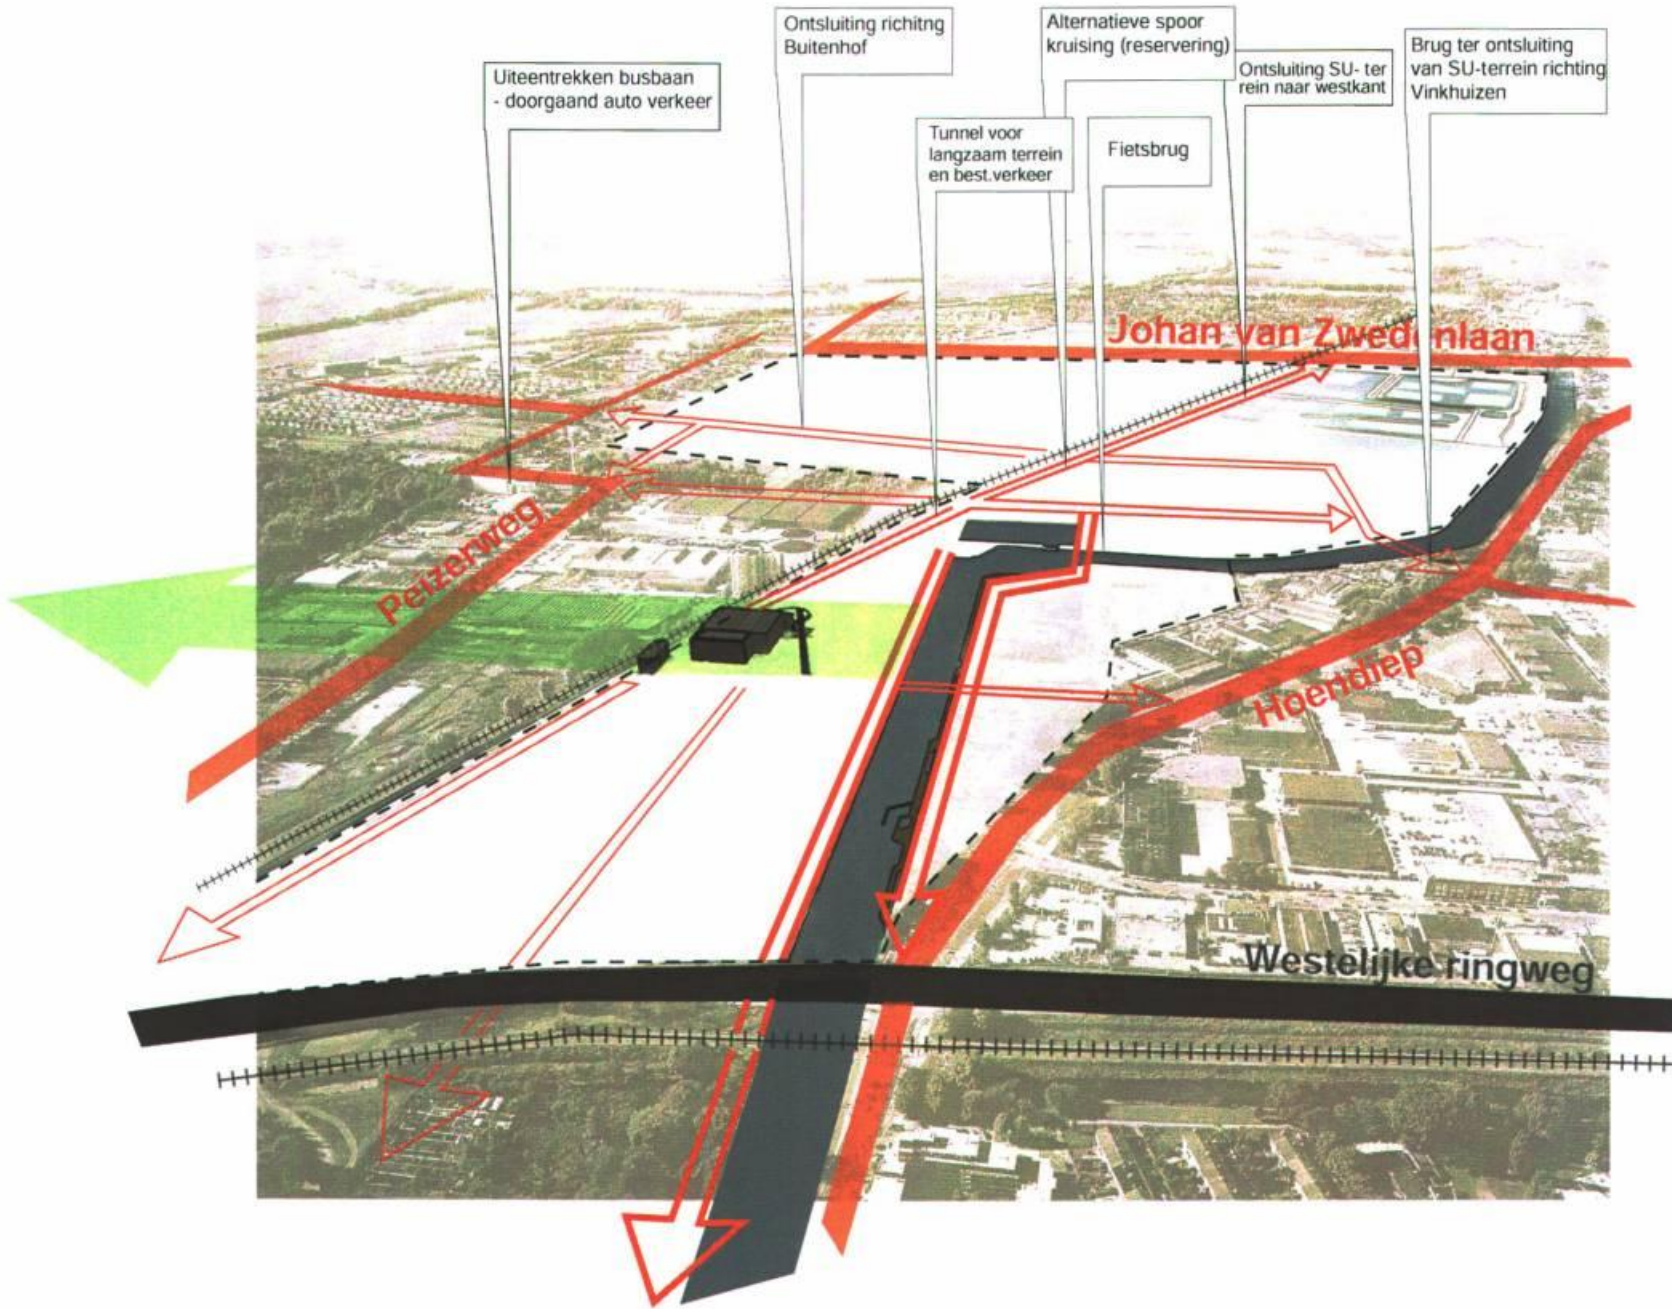 Uiteentrekken busbaan
- doorgaand auto verkeer
Ontsluiting richitng
Buitenhof
Tunnel voor
langzaam terrein
en best.verkeer
Alternatieve spoor
kruising (reservering)
Fietsbrug
Ontsluiting SU- ter
rein naar westkant
Brug ter ontsluiting
van SU-terrein richting
Vinkhuizen
Johan van Zwedenlaan
Peizerweg
Hoendiep
Westelijke ringweg